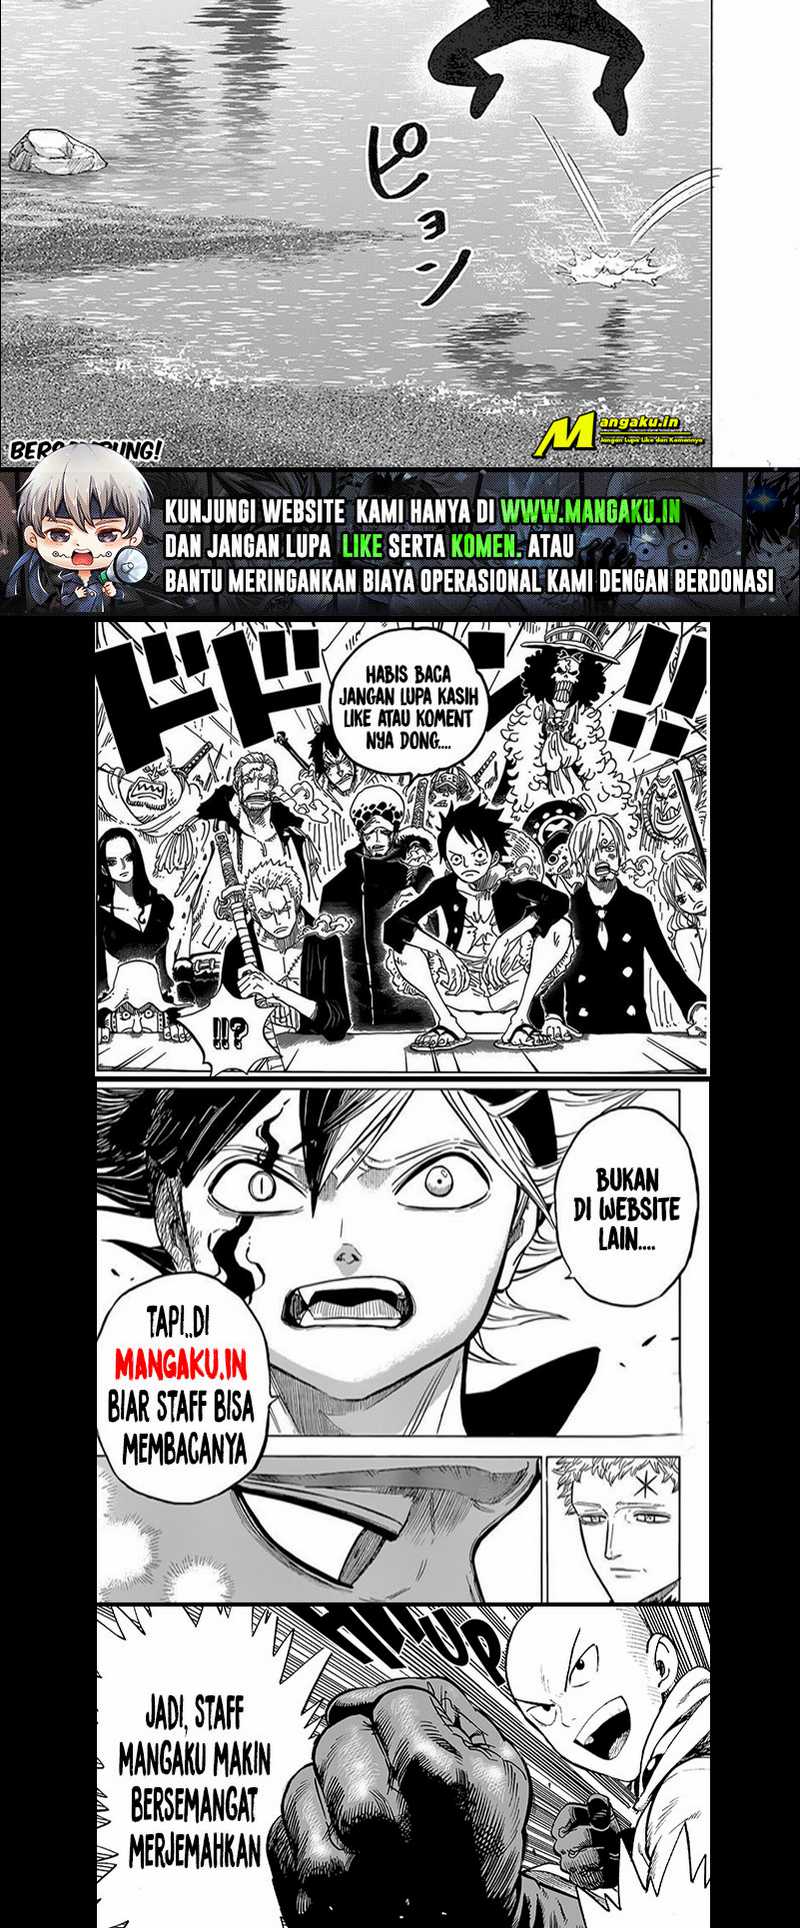 ピョン
BERSAMBUNG!
Mangaku.in
Jangan Lupa Like dan Komennya
KUNJUNGI WEBSITE KAMI HANYA DI WWW.MANGAKU.IN
DAN JANGAN LUPA LIKE SERTA KOMEN. ATAU
BANTU MERINGANKAN BIAYA OPERASIONAL KAMI DENGAN BERDONASI
ドドン!!
HABIS BACA
JANGAN LUPA KASIH
LIKE ATAU KOMENT
NYA DONG....
!!?
BUKAN
DI WEBSITE
LAIN....
TAPI..DI
MANGAKU.IN
BIAR STAFF BISA
MEMBACANYA
JADI, STAFF
MANGAKU MAKIN
BERSEMANGAT
MERJEMAHKAN